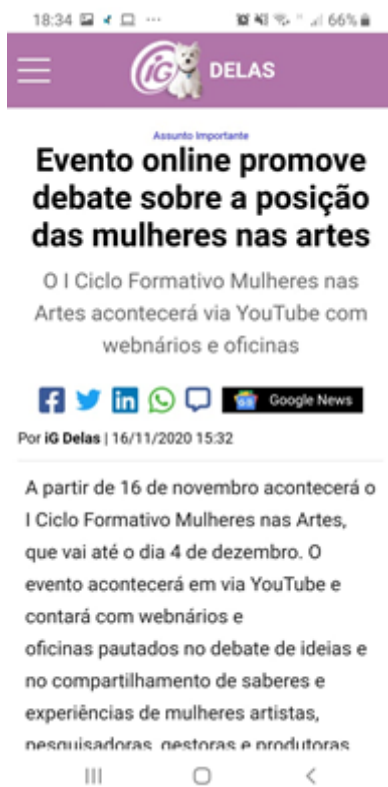 18:34
66%
iG DELAS
Assunto Importante
Evento online promove
debate sobre a posição
das mulheres nas artes
O I Ciclo Formativo Mulheres nas
Artes acontecerá via YouTube com
webnários e oficinas
Google News
Por iG Delas | 16/11/2020 15:32
A partir de 16 de novembro acontecerá o
I Ciclo Formativo Mulheres nas Artes,
que vai até o dia 4 de dezembro. O
evento acontecerá em via YouTube e
contará com webnários e
oficinas pautados no debate de ideias e
no compartilhamento de saberes e
experiências de mulheres artistas,
pesquisadoras, gestoras e produtoras